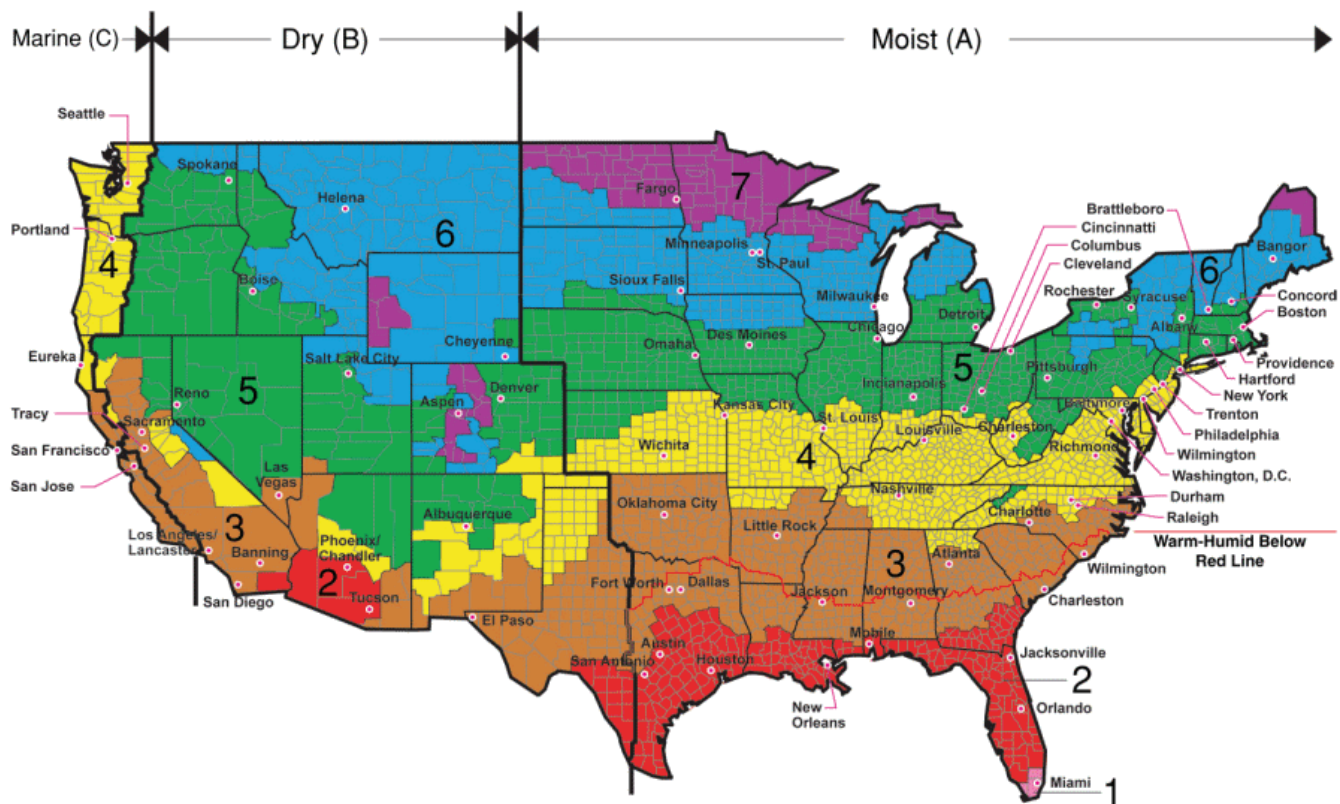 Marine (C)
Dry (B)
Moist (A)
Seattle
Spokane
Helena
Fargo
7
Brattleboro
Cincinnatti
Columbus
Cleveland
Portland
4
6
Minneapolis
St. Paul
Bangor
6
Boise
Sioux Falls
Milwaukee
Rochester
Syracuse
Concord
Boston
Chicago
Detroit
Albany
Eureka
Salt Lake City
Cheyenne
Omaha
Des Moines
5
Pittsburgh
Providence
Hartford
New York
Reno
5
Aspen
Denver
Indianapolis
Tracy
Sacramento
Kansas City
St. Louis
Baltimore
Trenton
Philadelphia
San Francisco
Wichita
Louisville
Charleston
Richmond
Wilmington
Washington, D.C.
San Jose
Las
Vegas
4
Nashville
Durham
Raleigh
Oklahoma City
Albuquerque
Little Rock
Charlotte
3
Los Angeles/
Lancaster
Banning
Phoenix/
Chandler
2
Atlanta
3
Warm-Humid Below
Red Line
Wilmington
San Diego
Tucson
Fort Worth
Dallas
Jackson
Montgomery
Charleston
El Paso
Austin
Mobile
San Antonio
Houston
Jacksonville
2
New
Orleans
Orlando
Miami
1